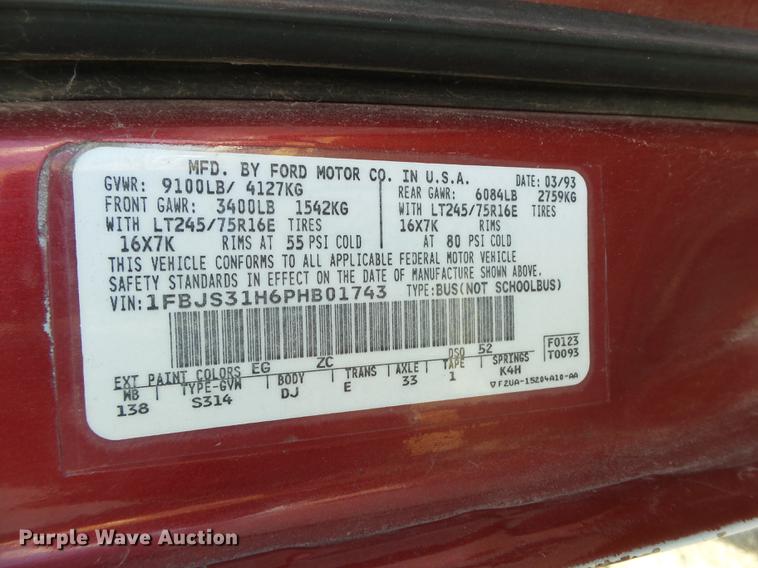 MFD. BY FORD MOTOR CO. IN U.S.A.
DATE: 03/93
GVWR: 9100LB/ 4127KG
FRONT GAWR: 3400LB 1542KG
WITH LT245/75R16E TIRES
16X7K RIMS AT 55 PSI COLD
REAR GAWR: 6084LB 2759KG
WITH LT245/75R16E TIRES
16X7K RIMS
AT 80 PSI COLD
THIS VEHICLE CONFORMS TO ALL APPLICABLE FEDERAL MOTOR VEHICLE
SAFETY STANDARDS IN EFFECT ON THE DATE OF MANUFACTURE SHOWN ABOVE.
VIN: 1FBJS31H6PHB01743 TYPE: BUS(NOT SCHOOLBUS)
F0123
T0093
EXT PAINT COLORS EG ZC DSO 52
WB TYPE-GVM BODY TRANS AXLE TAPE SPRINGS
138 S314 DJ E 33 1 K4H
▽F2UA-15204A10-AA
Purple Wave Auction